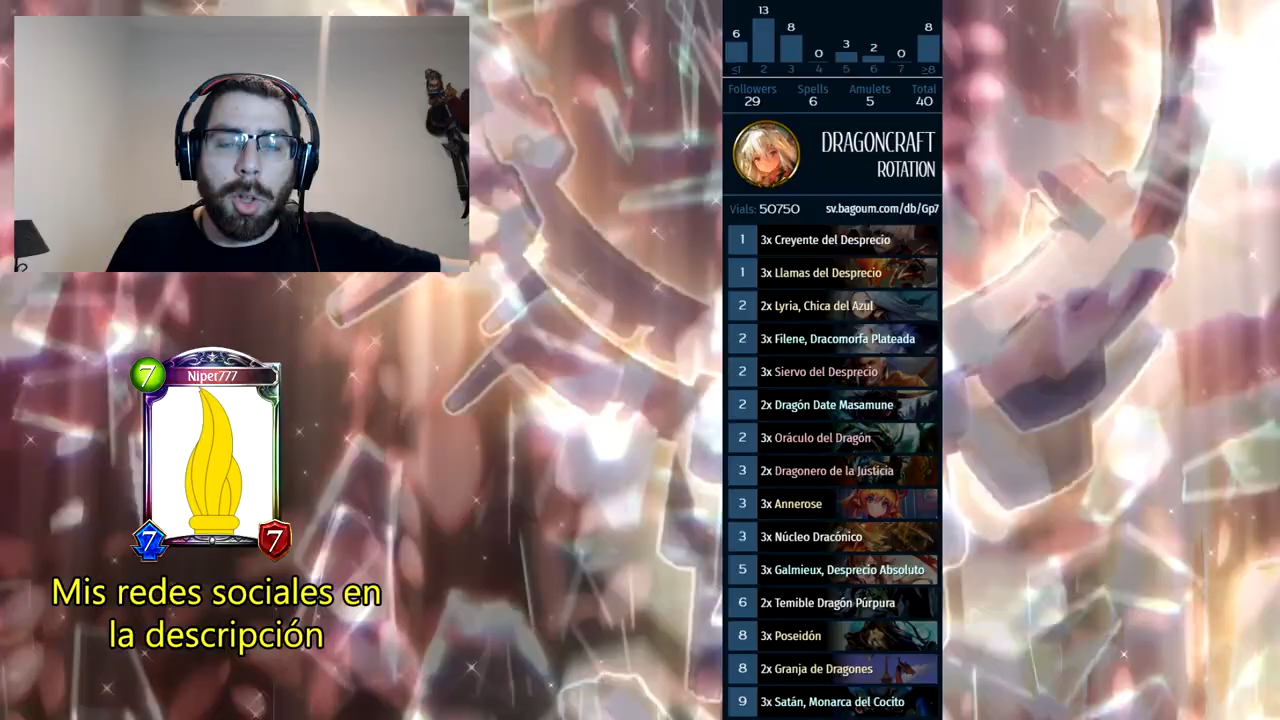 7
Niper777
7
7
Mis redes sociales en
la descripción
6
13
8
0
3
2
0
8
≤1
2
3
4
5
6
7
≥8
Followers
29
Spells
6
Amulets
5
Total
40
DRAGONCRAFT
ROTATION
Vials: 50750
sv.bagoum.com/db/Gp7
1 3x Creyente del Desprecio
1 3x Llamas del Desprecio
2 2x Lyria, Chica del Azul
2 3x Filene, Dracomorfa Plateada
2 3x Siervo del Desprecio
2 2x Dragón Date Masamune
2 3x Oráculo del Dragón
3 2x Dragonero de la Justicia
3 3x Annerose
3 3x Núcleo Dracónico
5 3x Galmieux, Desprecio Absoluto
6 2x Temible Dragón Púrpura
8 3x Poseidón
8 2x Granja de Dragones
9 3x Satán, Monarca del Cocito